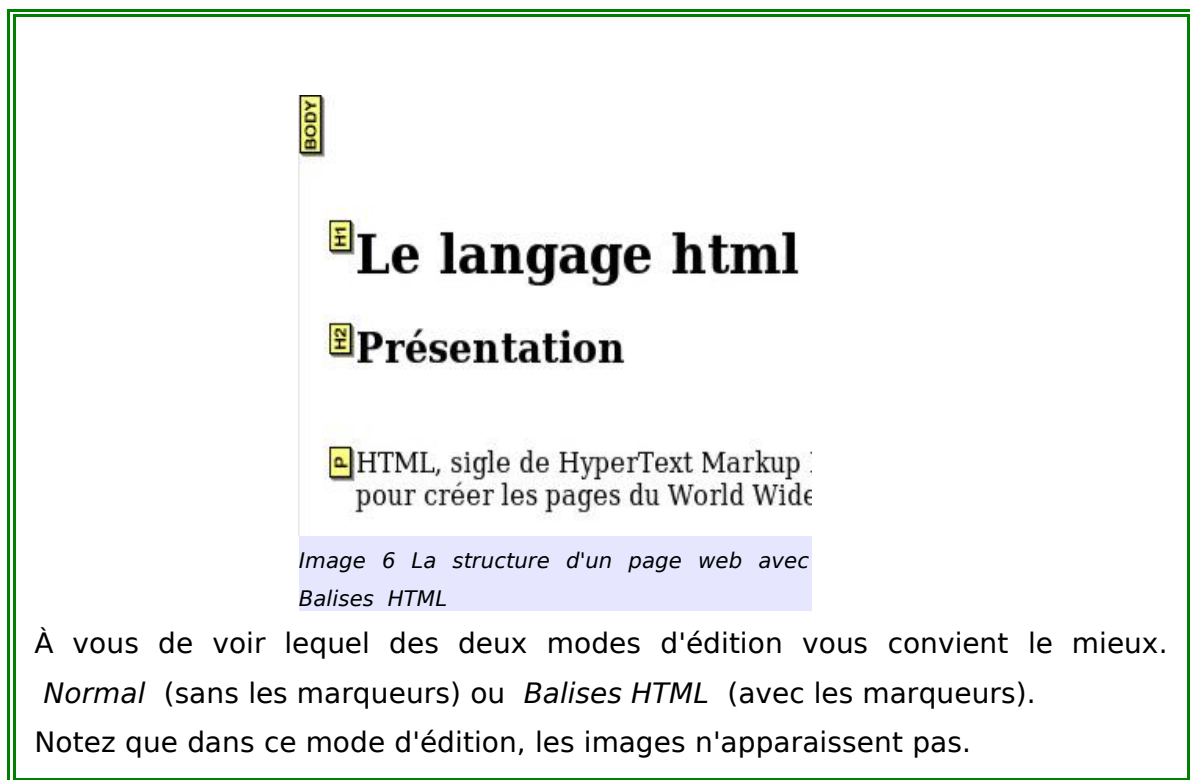 BODY
H1 Le langage html
H2 Présentation
P HTML, sigle de HyperText Markup
pour créer les pages du World Wide
Image 6 La structure d'un page web avec
Balises HTML
À vous de voir lequel des deux modes d'édition vous convient le mieux.
Normal (sans les marqueurs) ou Balises HTML (avec les marqueurs).
Notez que dans ce mode d'édition, les images n'apparaissent pas.